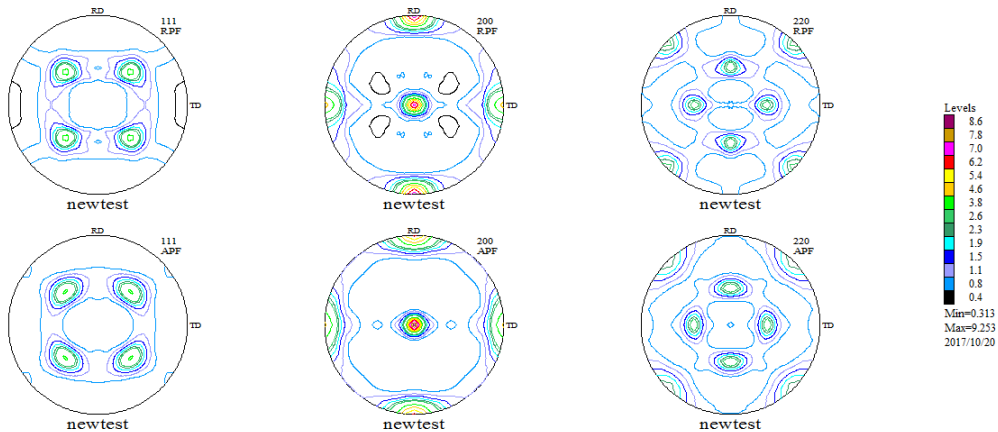 RD
111
RPF
TD
newtest
RD
200
RPF
TD
newtest
RD
220
RPF
TD
newtest
RD
111
APF
TD
newtest
RD
200
APF
TD
newtest
RD
220
APF
TD
newtest
Levels
8.6
7.8
7.0
6.2
5.4
4.6
3.8
2.6
2.3
1.9
1.5
1.1
0.8
0.4
Min=0.313
Max=9.253
2017/10/20